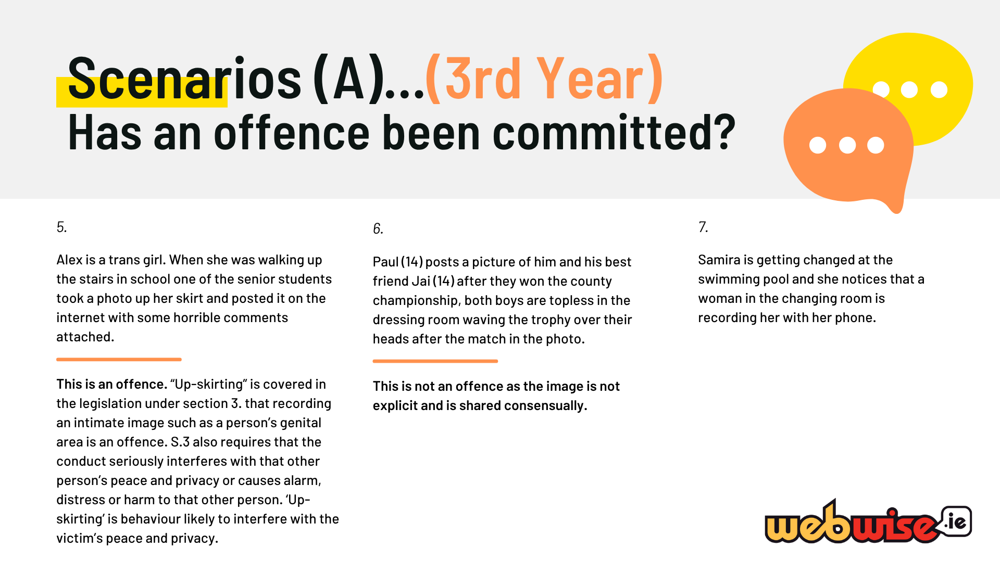 Scenarios (A)...(3rd Year)
Has an offence been committed?
5.
Alex is a trans girl. When she was walking up
the stairs in school one of the senior students
took a photo up her skirt and posted it on the
internet with some horrible comments
attached.
This is an offence. “Up-skirting” is covered in
the legislation under section 3. that recording
an intimate image such as a person’s genital
area is an offence. S.3 also requires that the
conduct seriously interferes with that other
person’s peace and privacy or causes alarm,
distress or harm to that other person. ‘Up-
skirting’ is behaviour likely to interfere with the
victim’s peace and privacy.
6.
Paul (14) posts a picture of him and his best
friend Jai (14) after they won the county
championship, both boys are topless in the
dressing room waving the trophy over their
heads after the match in the photo.
This is not an offence as the image is not
explicit and is shared consensually.
7.
Samira is getting changed at the
swimming pool and she notices that a
woman in the changing room is
recording her with her phone.
webwise.ie